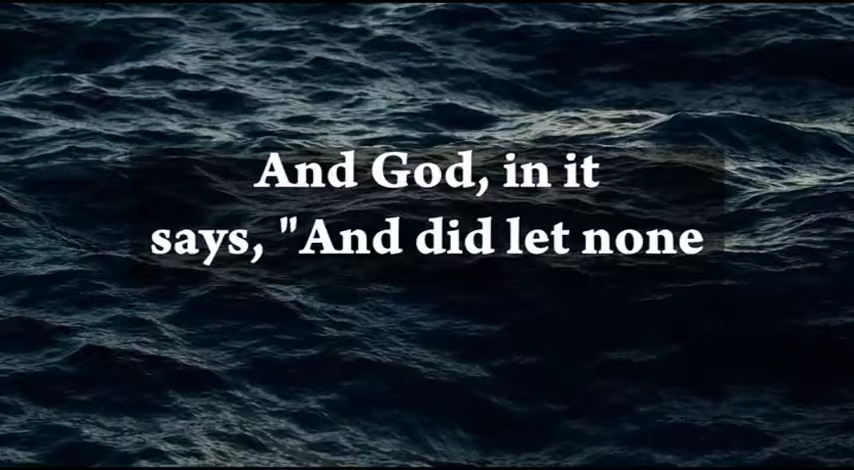 And God, in it
says, "And did let none